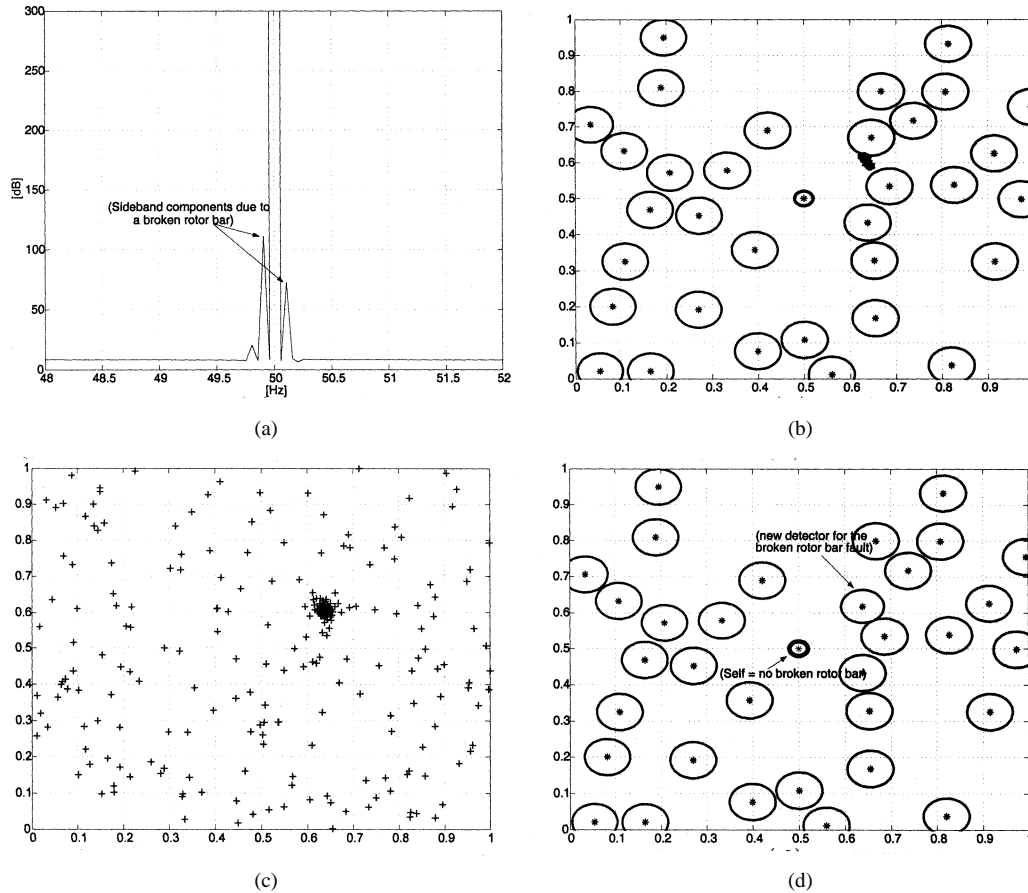 300
250
200
150
100
50
0
[dB]
(Sideband components due to
a broken rotor bar)
48 48.5 49 49.5 50 50.5 51 51.5 52
[Hz]
(a)
1
0.9
0.8
0.7
0.6
0.5
0.4
0.3
0.2
0.1
0
0 0.1 0.2 0.3 0.4 0.5 0.6 0.7 0.8 0.9
(b)
1
0.9
0.8
0.7
0.6
0.5
0.4
0.3
0.2
0.1
0
0 0.1 0.2 0.3 0.4 0.5 0.6 0.7 0.8 0.9 1
(c)
1
0.9
0.8
0.7
0.6
0.5
0.4
0.3
0.2
0.1
0
(new detector for the
broken rotor bar fault)
(Self = no broken rotor bar)
0 0.1 0.2 0.3 0.4 0.5 0.6 0.7 0.8 0.9
(d)